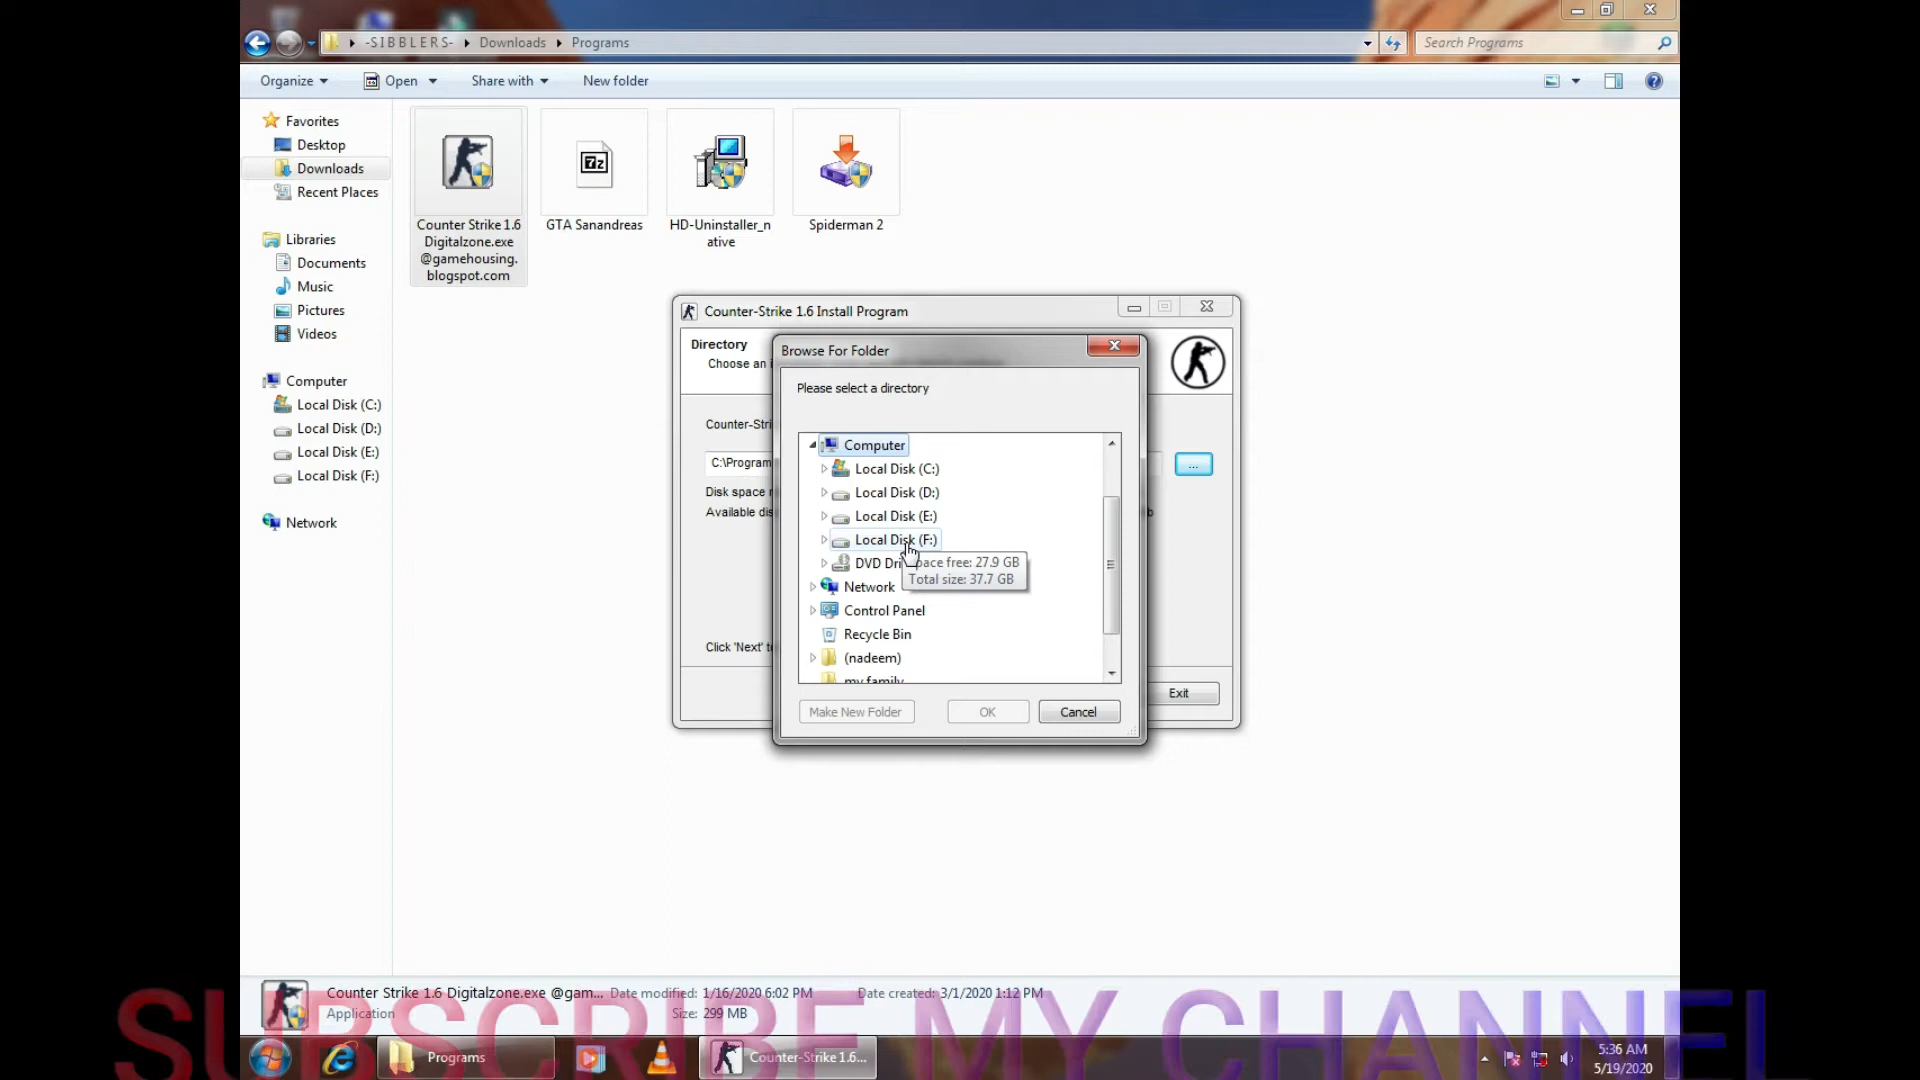 -S I B B L E R S-
Downloads
Programs
Search Programs
Organize
Open
Share with
New folder
Favorites
Desktop
Downloads
Recent Places
Libraries
Documents
Music
Pictures
Videos
Computer
Local Disk (C:)
Local Disk (D:)
Local Disk (E:)
Local Disk (F:)
Network
Counter Strike 1.6
Digitalzone.exe
@gamehousing.
blogspot.com
7z
GTA Sanandreas
HD-Uninstaller_n
ative
Spiderman 2
Counter-Strike 1.6 Install Program
Directory
Choose an i
Counter-Stri
C:\Program
...
Disk space
Available dis
Click 'Next' t
Exit
Browse For Folder
Please select a directory
Computer
Local Disk (C:)
Local Disk (D:)
Local Disk (E:)
Local Disk (F:)
DVD Dri
pace free: 27.9 GB
Total size: 37.7 GB
Network
Control Panel
Recycle Bin
(nadeem)
my family
Make New Folder
OK
Cancel
Counter Strike 1.6 Digitalzone.exe @gam...
Date modified: 1/16/2020 6:02 PM
Date created: 3/1/2020 1:12 PM
Application
Size: 299 MB
SUBSCRIBE MY CHANNEL
Programs
Counter-Strike 1.6...
5:36 AM
5/19/2020